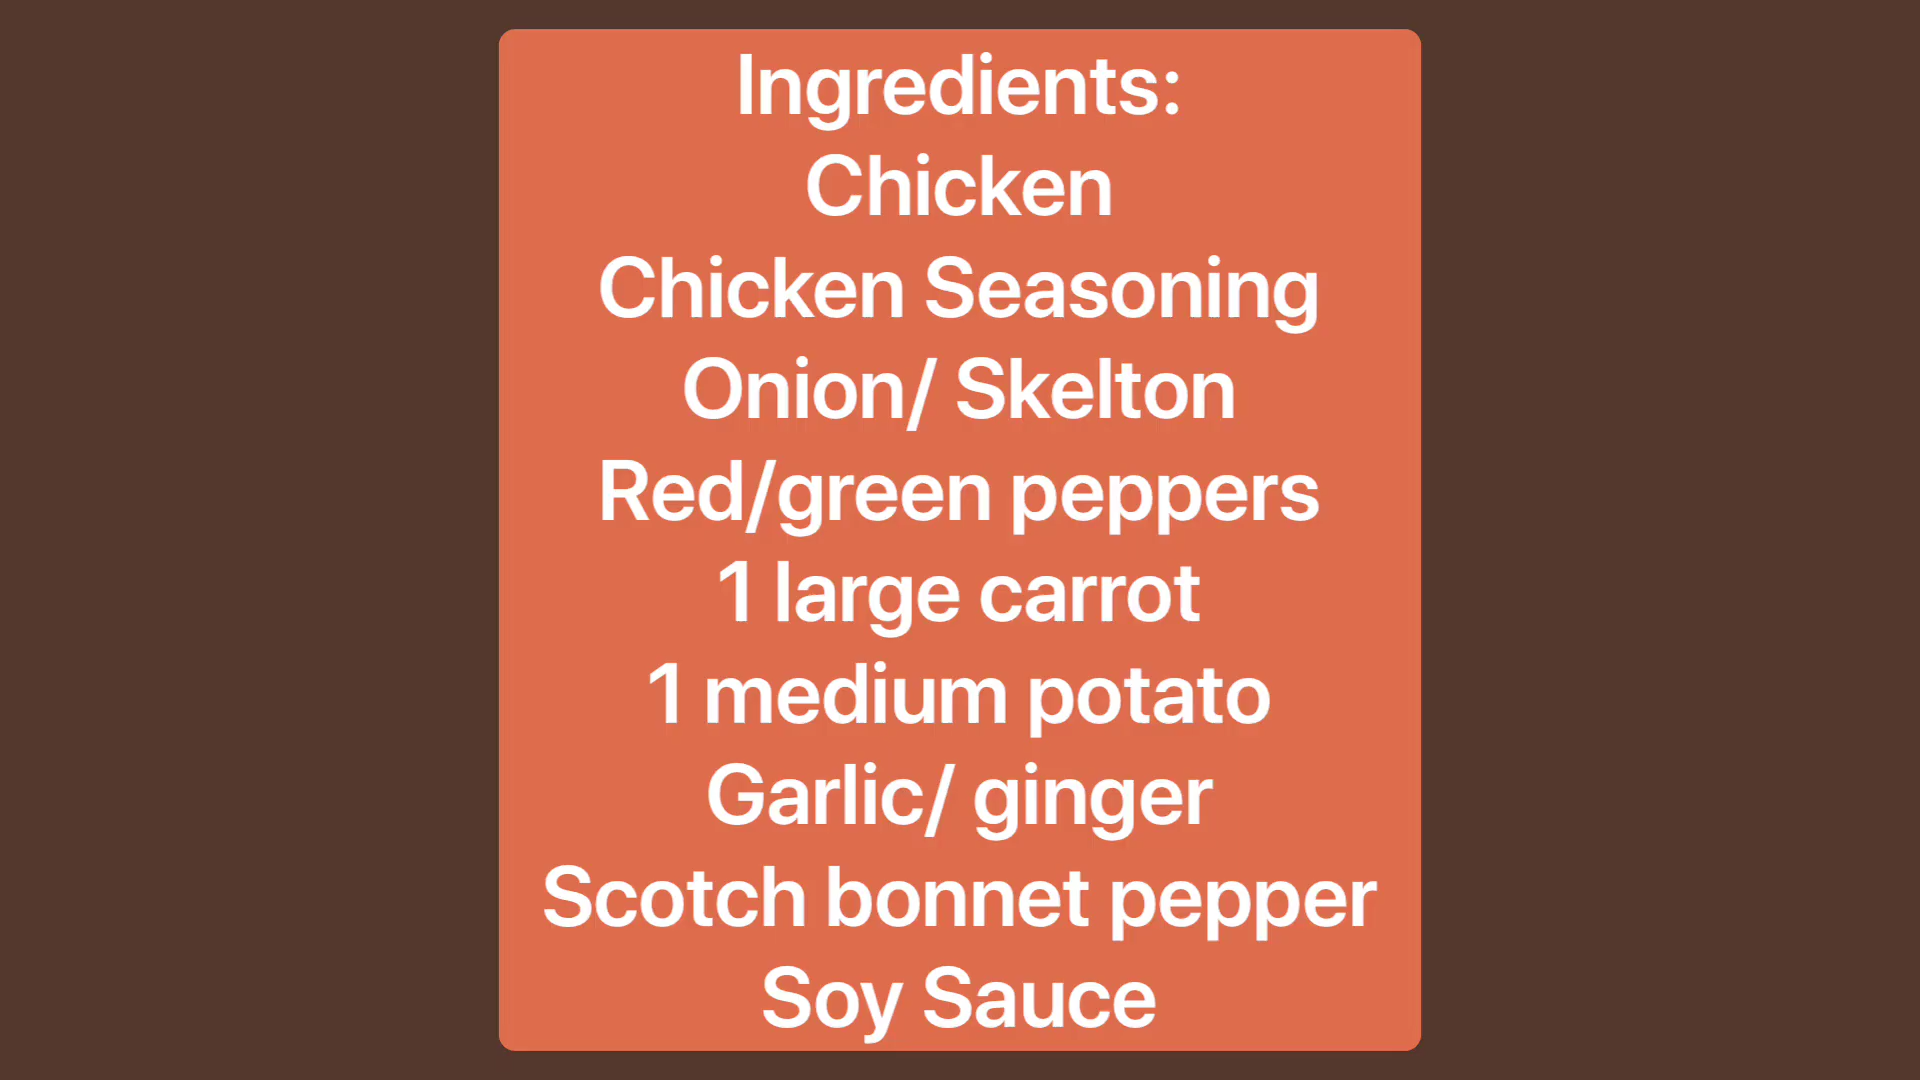 Ingredients:
Chicken
Chicken Seasoning
Onion/ Skelton
Red/green peppers
1 large carrot
1 medium potato
Garlic/ ginger
Scotch bonnet pepper
Soy Sauce